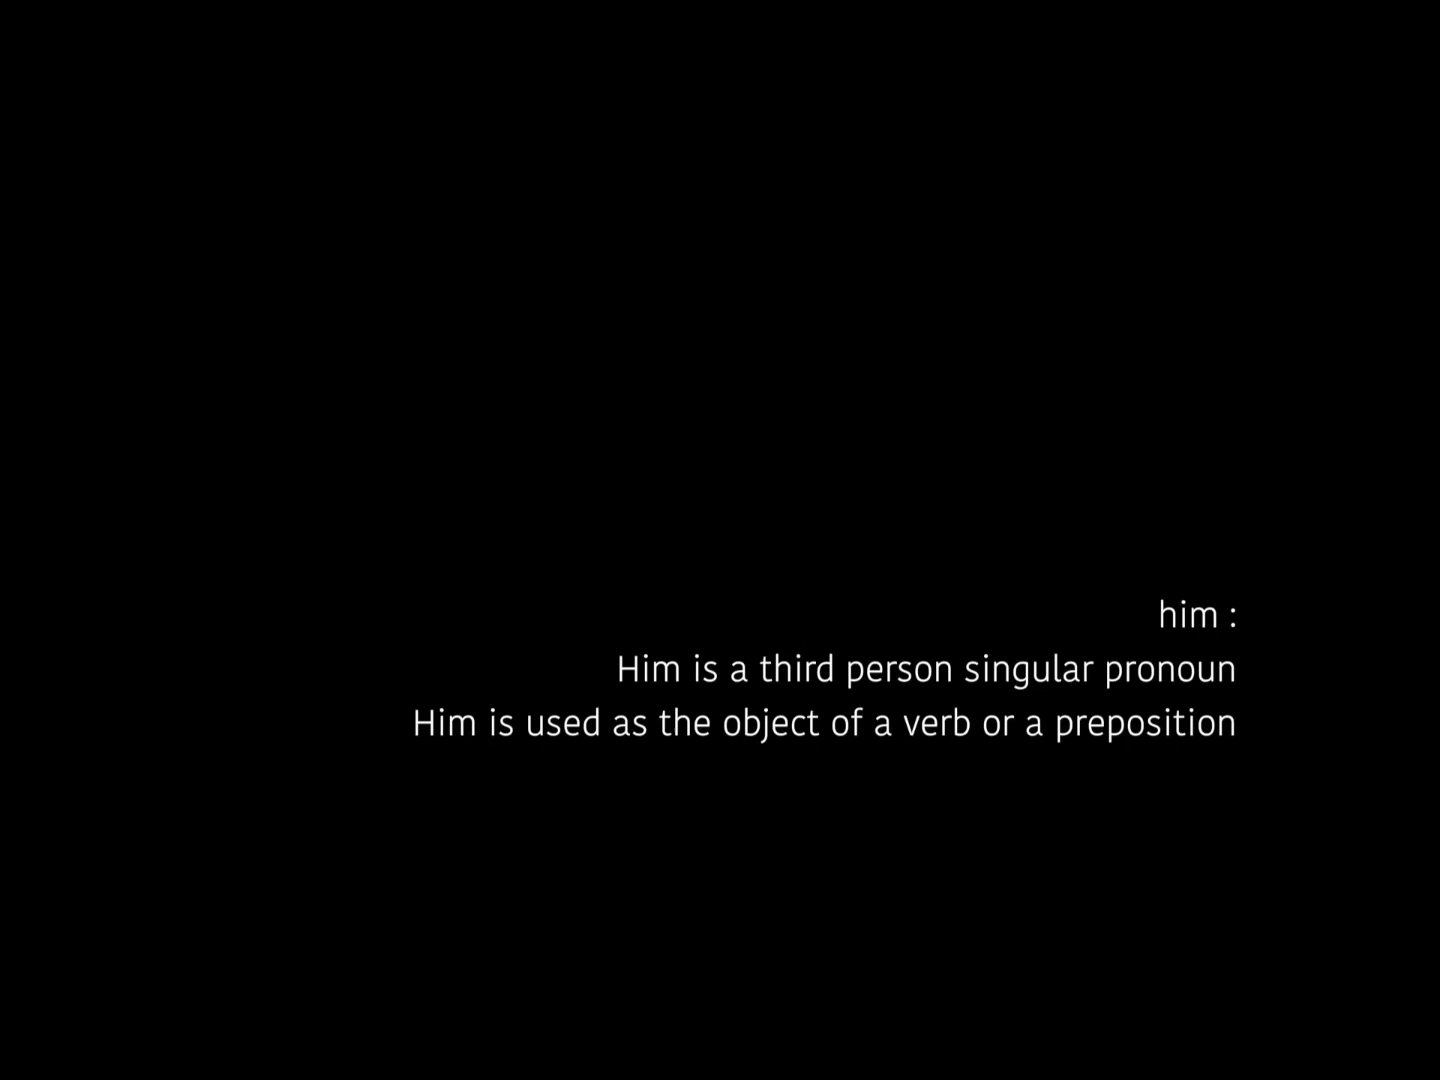 him :
Him is a third person singular pronoun
Him is used as the object of a verb or a preposition